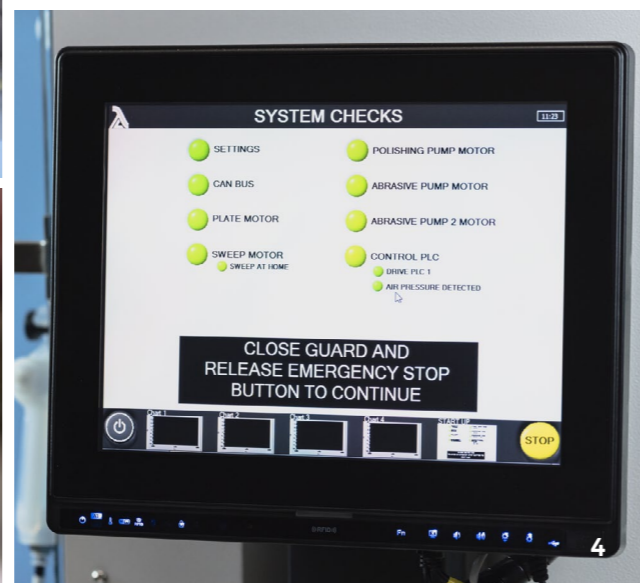 SYSTEM CHECKS
11:23
SETTINGS
CAN BUS
PLATE MOTOR
SWEEP MOTOR
SWEEP AT HOME
POLISHING PUMP MOTOR
ABRASIVE PUMP MOTOR
ABRASIVE PUMP 2 MOTOR
CONTROL PLC
DRIVE PLC 1
AIR PRESSURE DETECTED
CLOSE GUARD AND
RELEASE EMERGENCY STOP
BUTTON TO CONTINUE
Chart 1
Chart 2
Chart 3
Chart 4
START UP
STOP
Fn
4